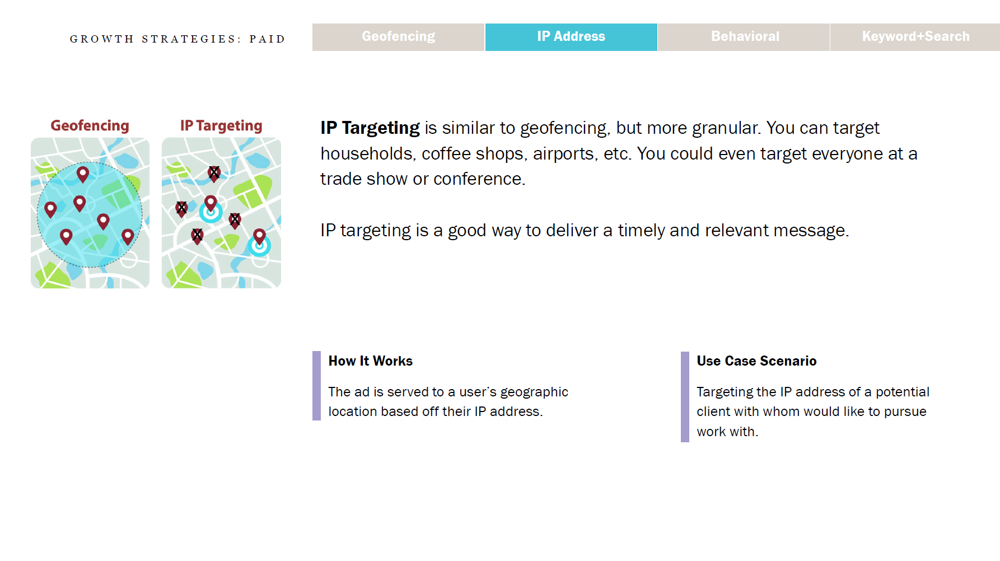 GROWTH STRATEGIES: PAID
Geofencing
IP Address
Behavioral
Keyword+Search
Geofencing
IP Targeting
IP Targeting is similar to geofencing, but more granular. You can target
households, coffee shops, airports, etc. You could even target everyone at a
trade show or conference.
IP targeting is a good way to deliver a timely and relevant message.
How It Works
The ad is served to a user’s geographic
location based off their IP address.
Use Case Scenario
Targeting the IP address of a potential
client with whom would like to pursue
work with.